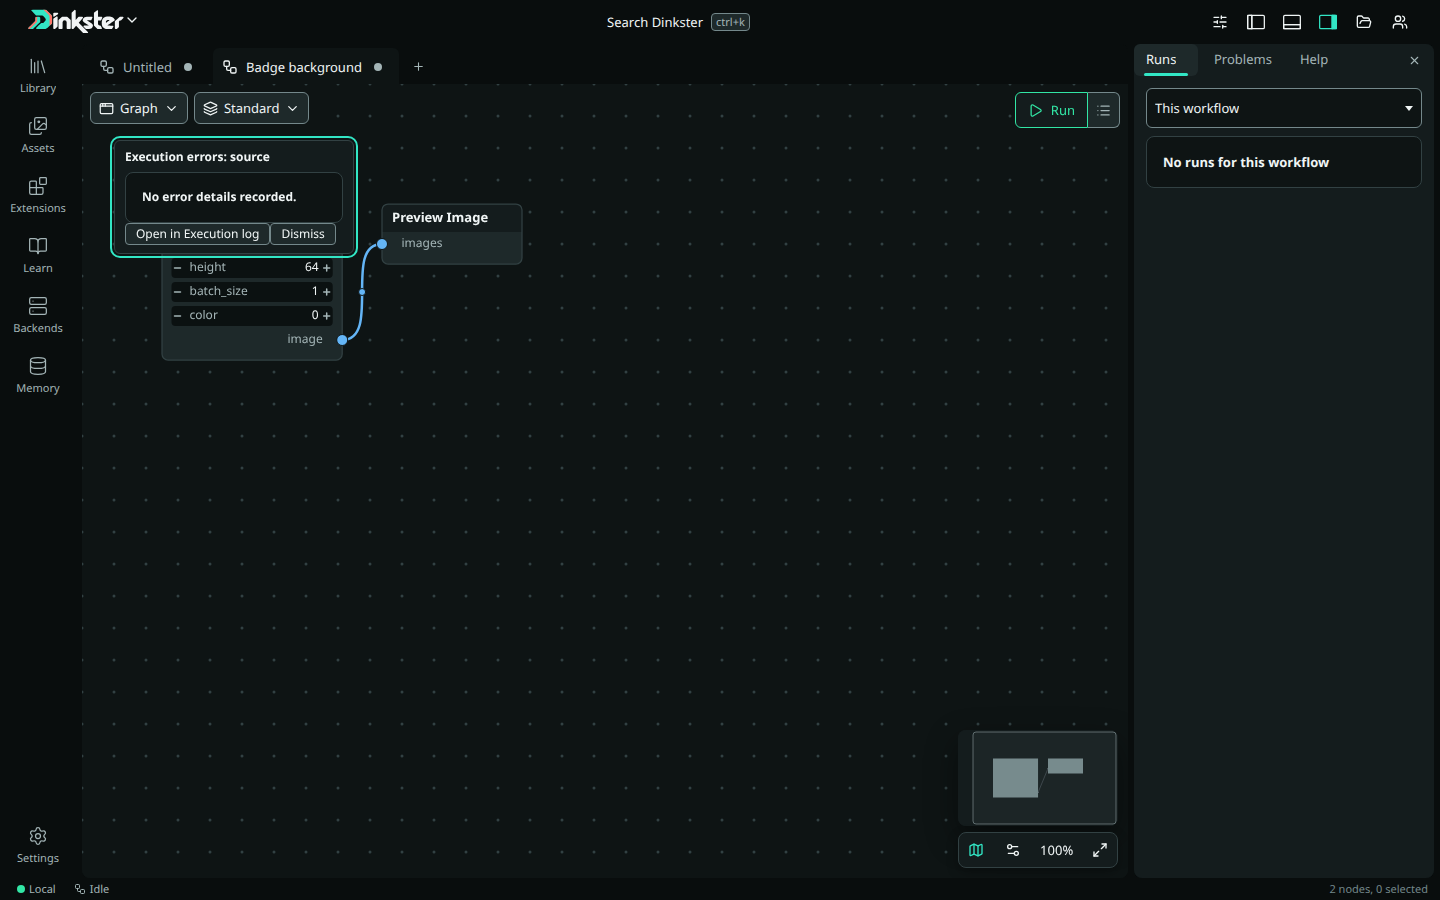 Dinkster
Search Dinkster ctrl+k
Library
Assets
Extensions
Learn
Backends
Memory
Settings
Untitled
Badge background
Graph
Standard
Run
Execution errors: source
No error details recorded.
Open in Execution log
Dismiss
height 64
batch_size 1
color 0
image
Preview Image
images
100%
Runs
Problems
Help
This workflow
No runs for this workflow
Local
Idle
2 nodes, 0 selected